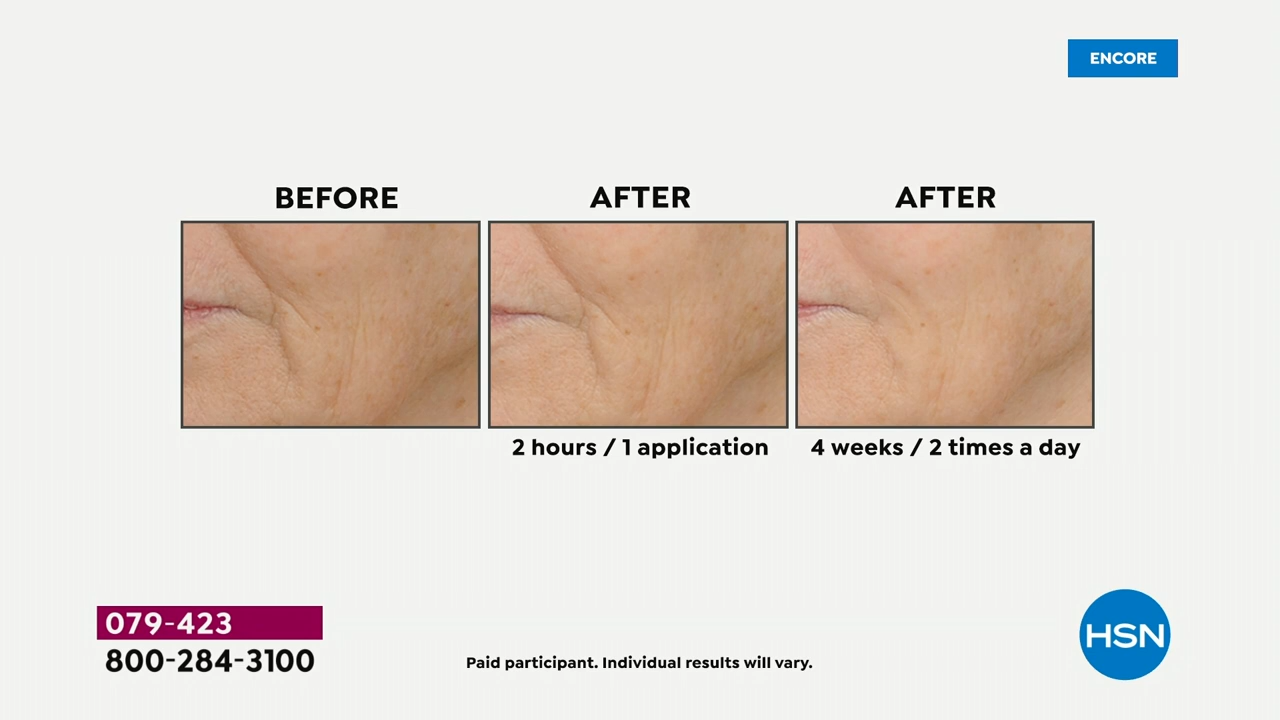 ENCORE
BEFORE
AFTER
AFTER
2 hours / 1 application
4 weeks / 2 times a day
079-423
800-284-3100
Paid participant. Individual results will vary.
HSN